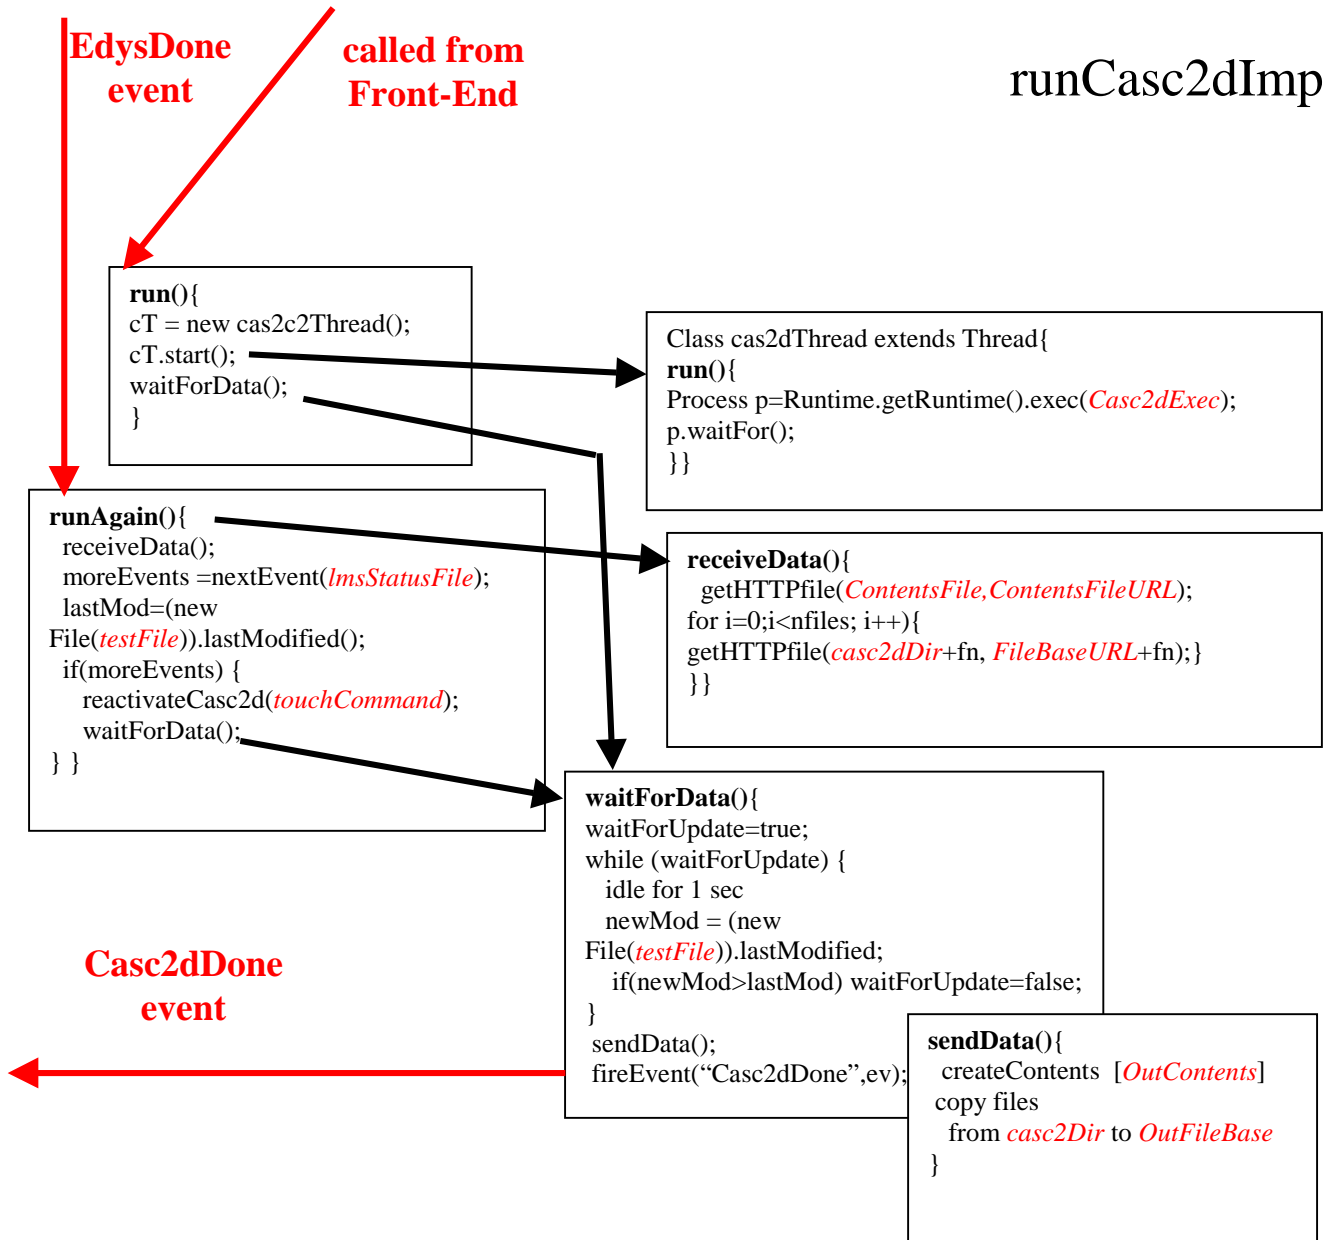 EdysDone
event
called from
Front-End
runCasc2dImp
run(){
cT = new cas2c2Thread();
cT.start();
waitForData();
}
Class cas2dThread extends Thread{
run(){
Process p=Runtime.getRuntime().exec(Casc2dExec);
p.waitFor();
}}
runAgain(){
receiveData();
moreEvents =nextEvent(lmsStatusFile);
lastMod=(new
File(testFile)).lastModified();
if(moreEvents) {
reactivateCasc2d(touchCommand);
waitForData();
} }
receiveData(){
getHTTPfile(ContentsFile,ContentsFileURL);
for i=0;i<nfiles; i++){
getHTTPfile(casc2dDir+fn, FileBaseURL+fn);}
}}
waitForData(){
waitForUpdate=true;
while (waitForUpdate) {
idle for 1 sec
newMod = (new
File(testFile)).lastModified;
if(newMod>lastMod) waitForUpdate=false;
}
sendData();
fireEvent(“Casc2dDone”,ev);
Casc2dDone
event
sendData(){
createContents [OutContents]
copy files
from casc2Dir to OutFileBase
}